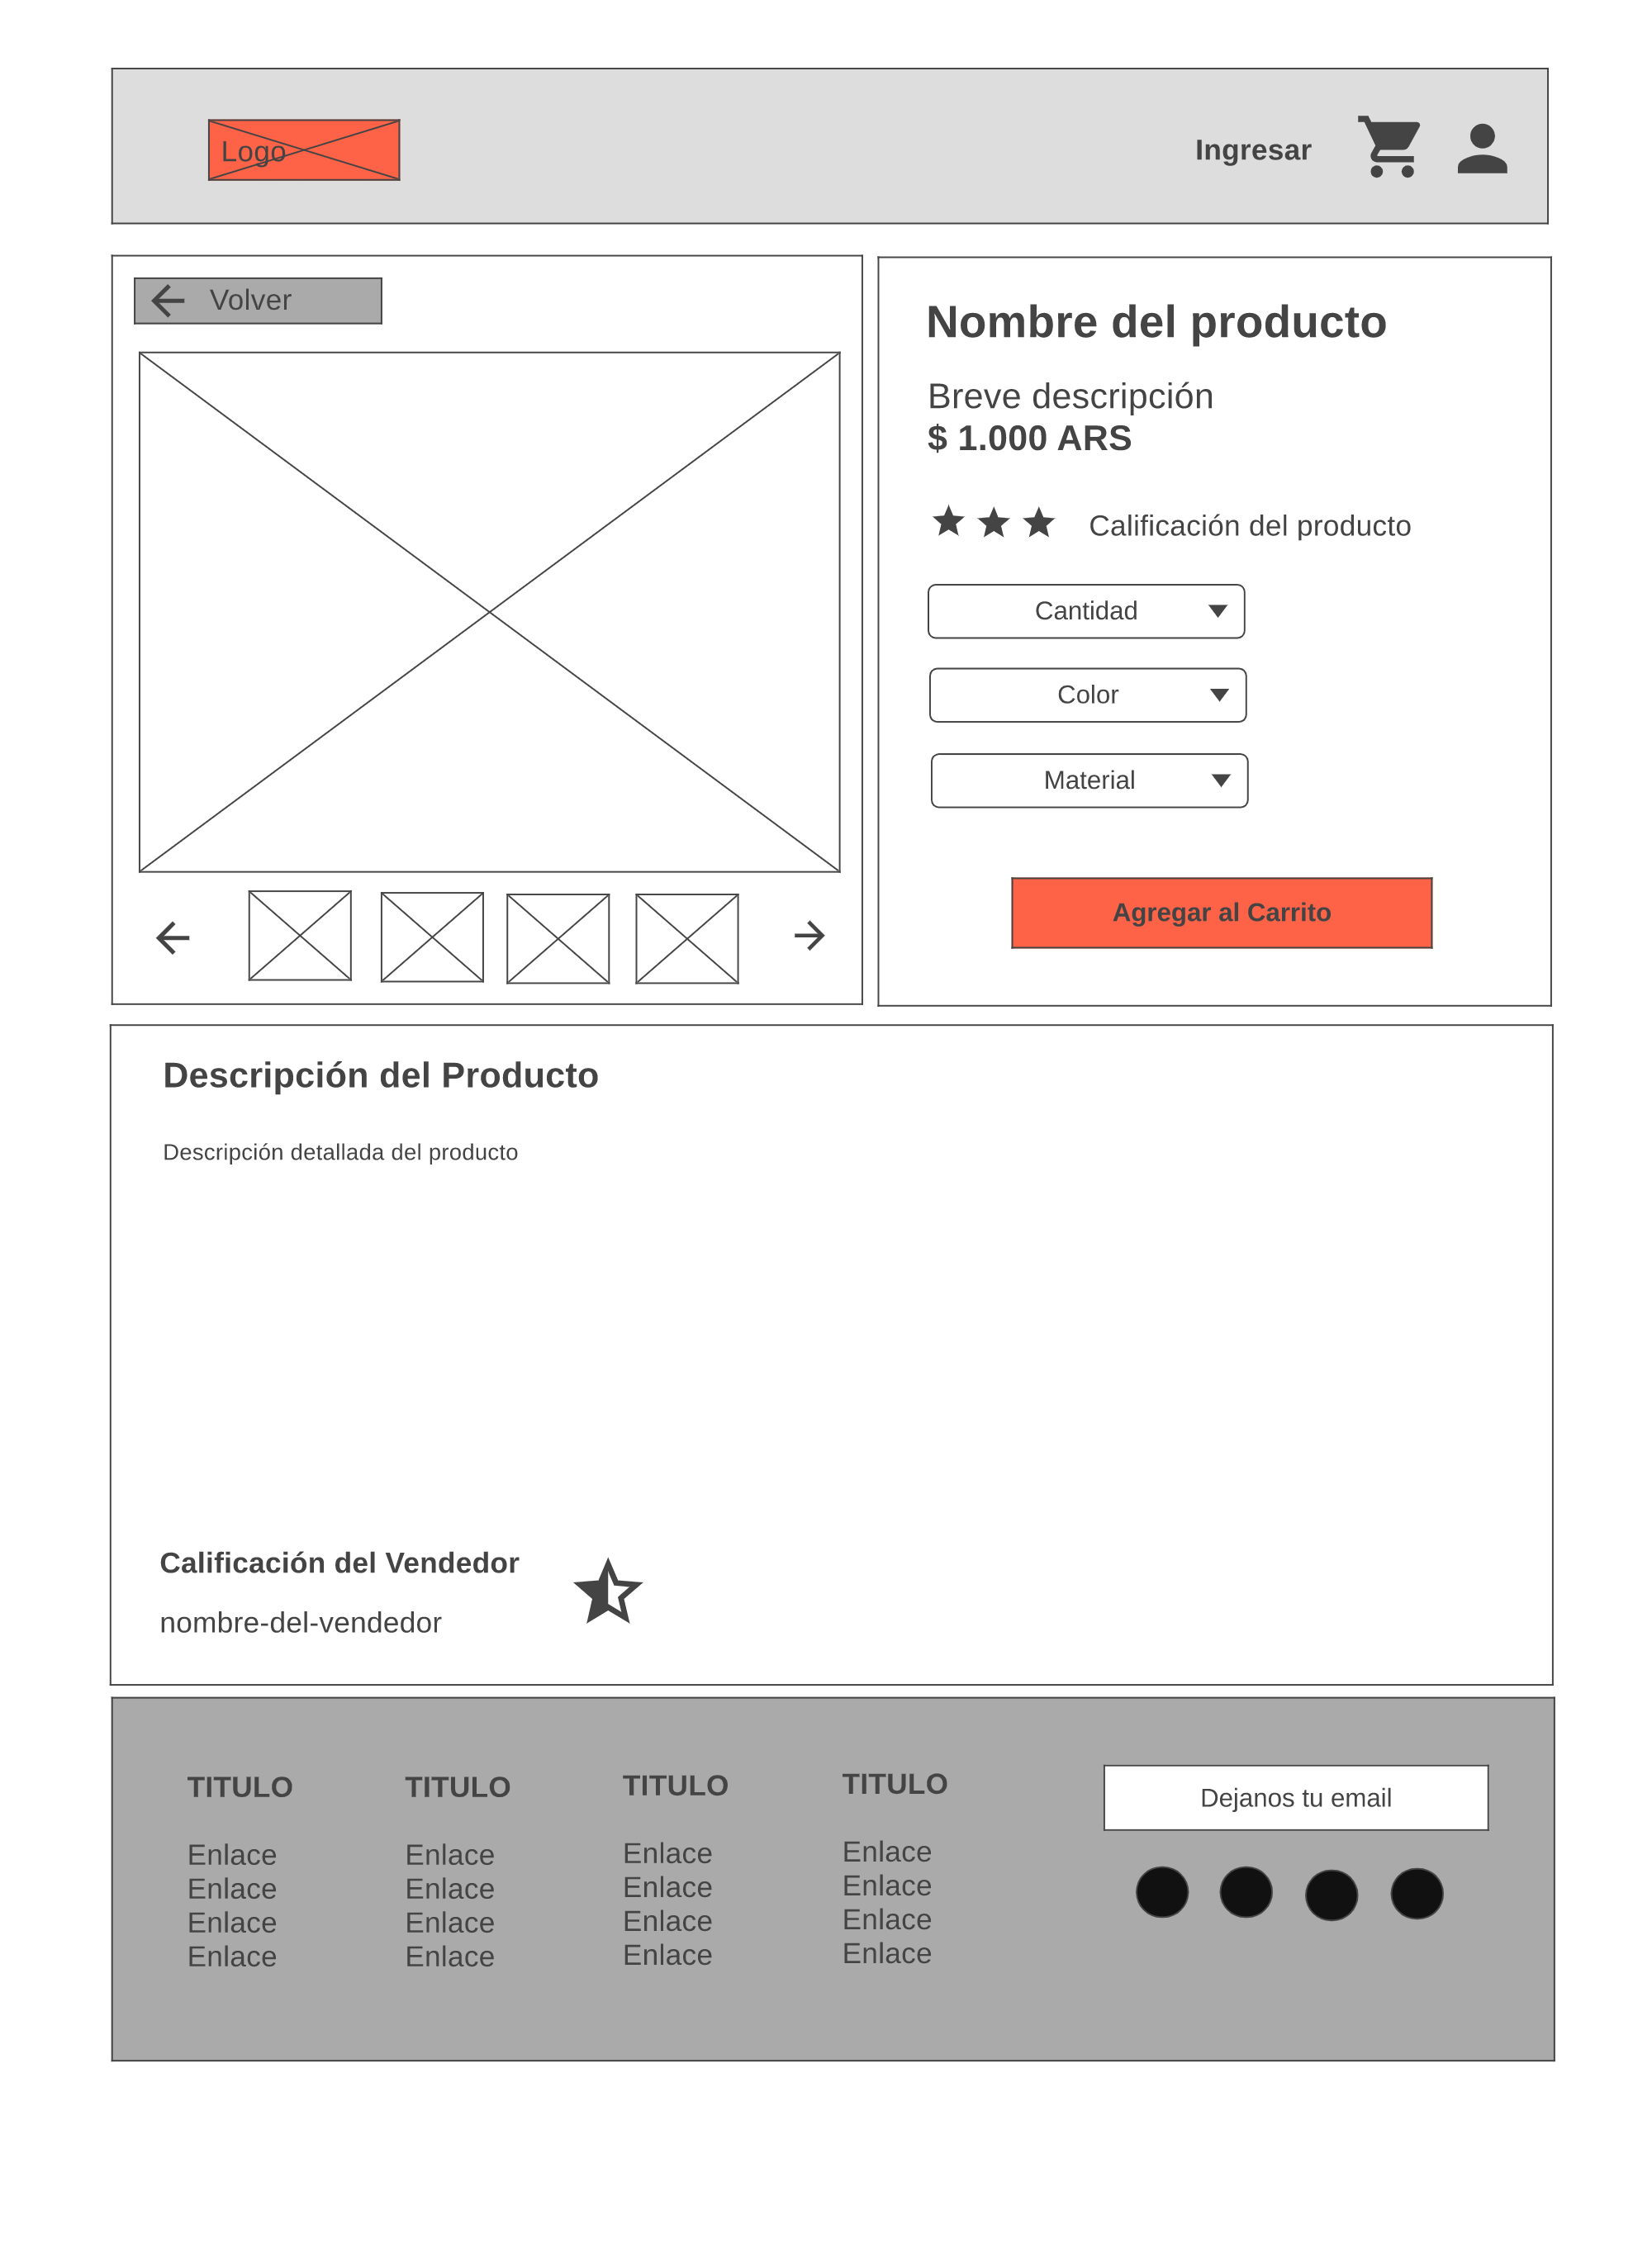 Logo
Ingresar
Volver
Nombre del producto
Breve descripción
$ 1.000 ARS
Calificación del producto
Cantidad
Color
Material
Agregar al Carrito
Descripción del Producto
Descripción detallada del producto
Calificación del Vendedor
nombre-del-vendedor
TITULO
Enlace
Enlace
Enlace
Enlace
TITULO
Enlace
Enlace
Enlace
Enlace
TITULO
Enlace
Enlace
Enlace
Enlace
TITULO
Enlace
Enlace
Enlace
Enlace
Dejanos tu email